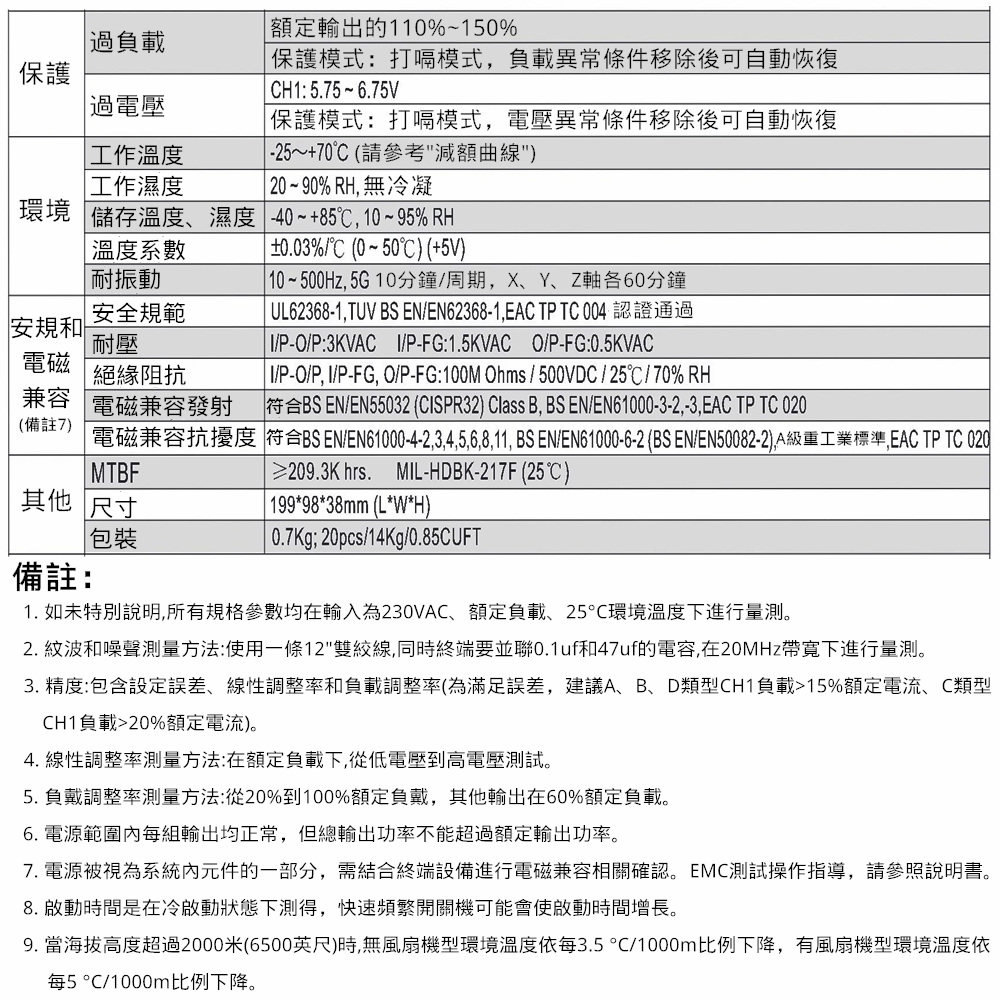 保護
過負載
額定輸出的110%~150%
保護模式：打嗝模式，負載異常條件移除後可自動恢復
過電壓
CH1: 5.75 ~ 6.75V
保護模式：打嗝模式，電壓異常條件移除後可自動恢復
環境
工作溫度
-25～+70℃ (請參考"減額曲線")
工作濕度
20 ~ 90% RH, 無冷凝
儲存溫度、濕度
-40 ~ +85℃, 10 ~ 95% RH
溫度系數
±0.03%/℃ (0 ~ 50℃) (+5V)
耐振動
10 ~ 500Hz, 5G 10分鐘/周期，X、Y、Z軸各60分鐘
安規和
電磁
兼容
(備註7)
安全規範
UL62368-1,TUV BS EN/EN62368-1,EAC TP TC 004 認證通過
耐壓
I/P-O/P:3KVAC I/P-FG:1.5KVAC O/P-FG:0.5KVAC
絕緣阻抗
I/P-O/P, I/P-FG, O/P-FG:100M Ohms / 500VDC / 25℃/ 70% RH
電磁兼容發射
符合BS EN/EN55032 (CISPR32) Class B, BS EN/EN61000-3-2,-3,EAC TP TC 020
電磁兼容抗擾度
符合BS EN/EN61000-4-2,3,4,5,6,8,11, BS EN/EN61000-6-2 (BS EN/EN50082-2),A級重工業標準,EAC TP TC 020
其他
MTBF
≥209.3K hrs. MIL-HDBK-217F (25℃)
尺寸
199*98*38mm (L*W*H)
包裝
0.7Kg; 20pcs/14Kg/0.85CUFT
備註：
1. 如未特別說明,所有規格參數均在輸入為230VAC、額定負載、25°C環境溫度下進行量測。
2. 紋波和噪聲測量方法:使用一條12"雙絞線,同時終端要並聯0.1uf和47uf的電容,在20MHz帶寬下進行量測。
3. 精度:包含設定誤差、線性調整率和負載調整率(為滿足誤差，建議A、B、D類型CH1負載>15%額定電流、C類型
CH1負載>20%額定電流)。
4. 線性調整率測量方法:在額定負載下,從低電壓到高電壓測試。
5. 負戴調整率測量方法:從20%到100%額定負戴，其他輸出在60%額定負載。
6. 電源範圍內每組輸出均正常，但總輸出功率不能超過額定輸出功率。
7. 電源被視為系統內元件的一部分，需結合終端設備進行電磁兼容相關確認。EMC測試操作指導，請參照說明書。
8. 啟動時間是在冷啟動狀態下測得，快速頻繁開關機可能會使啟動時間增長。
9. 當海拔高度超過2000米(6500英尺)時,無風扇機型環境溫度依每3.5 °C/1000m比例下降，有風扇機型環境溫度依
每5 °C/1000m比例下降。